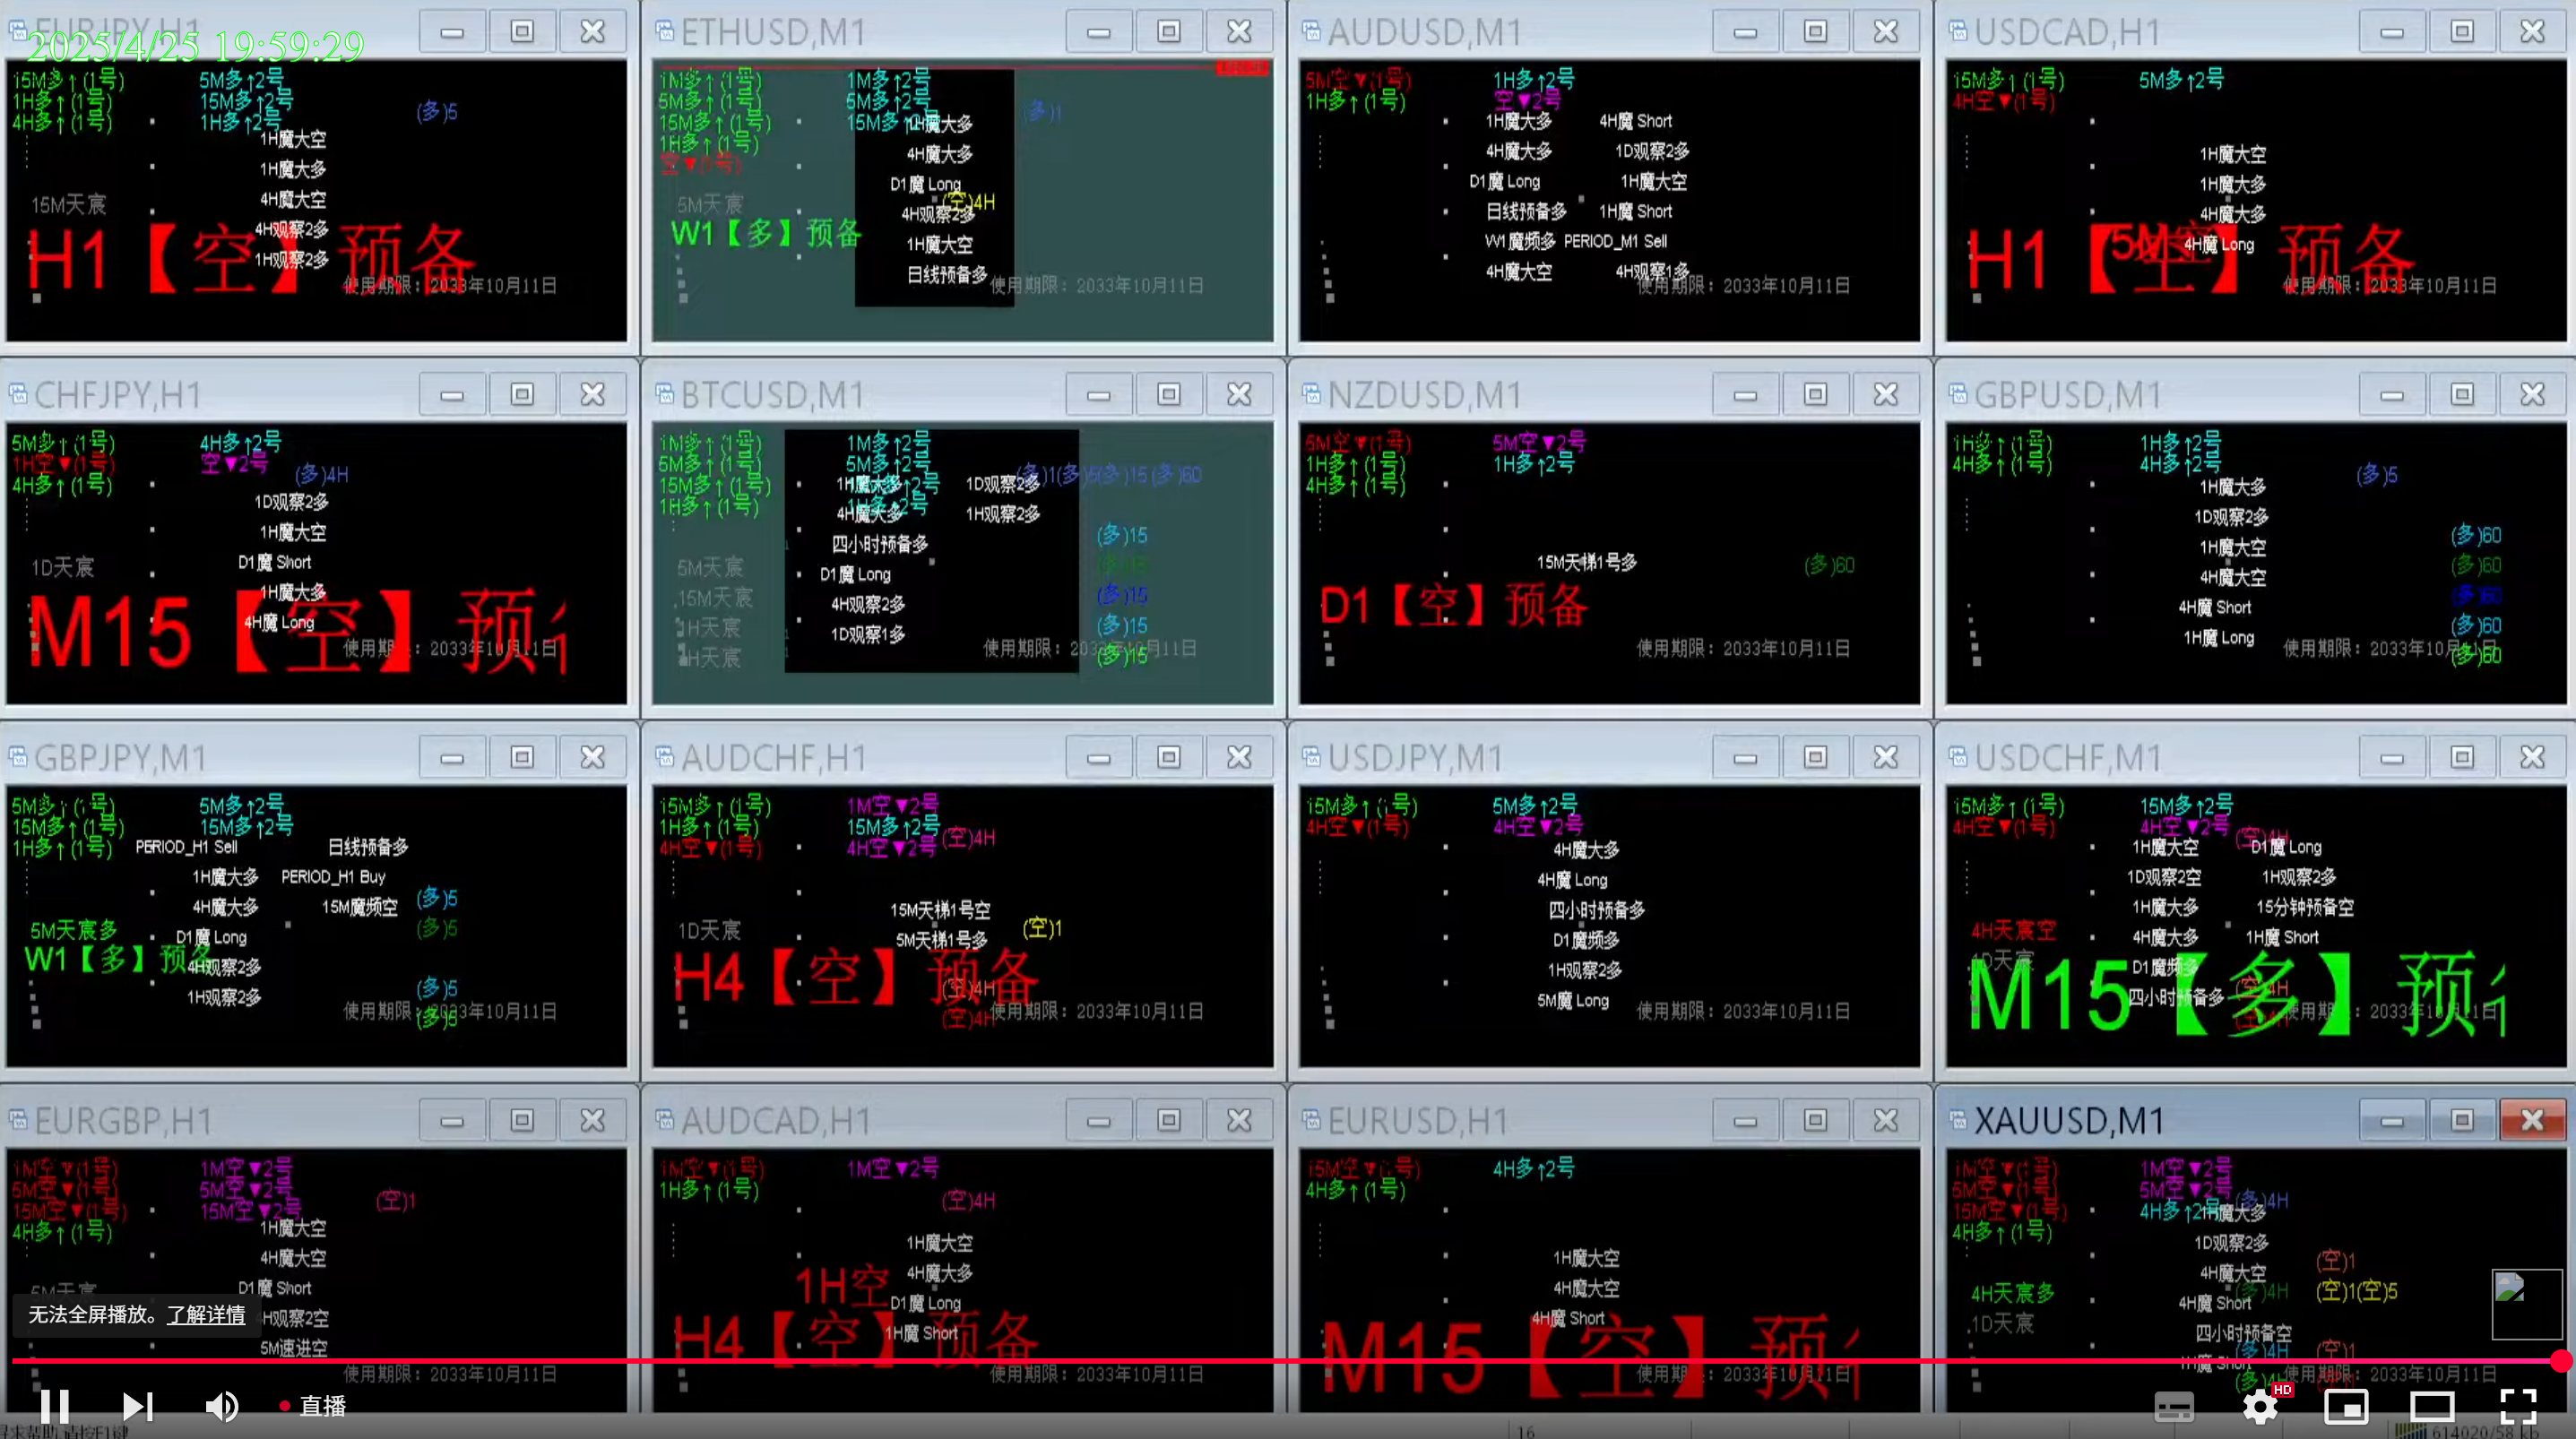 EURJPY,H1
2025/4/25 19:59:29
15M多↑(1号) 5M多↑2号
1H多↑(1号) 15M多↑2号 (多)5
4H多↑(1号) 1H多↑2号
1H魔大空
1H魔大多
4H魔大空
15M天宸
4H观察2多
H1【空】预备
1H观察2多
使用期限：2033年10月11日
ETHUSD,M1
1M多↑(1号) 1M多↑2号
5M多↑(1号) 5M多↑2号 (多)1
15M多↑(1号) 15M多↑2号
1H魔大多
1H多↑(1号)
4H魔大多
空▼(1号)
D1魔 Long
5M天宸 (空)4H
4H观察2多
W1【多】预备
1H魔大空
日线预备多
使用期限：2033年10月11日
AUDUSD,M1
5M空▼(1号) 1H多↑2号
1H多↑(1号) 空▼2号
1H魔大多 4H魔 Short
4H魔大多 1D观察2多
D1魔 Long 1H魔大空
日线预备多 1H魔 Short
W1魔频多 PERIOD_M1 Sell
4H魔大空 4H观察1多
使用期限：2033年10月11日
USDCAD,H1
15M多↑(1号) 5M多↑2号
4H空▼(1号)
1H魔大空
1H魔大多
4H魔大多
4H魔 Long
H1【空】预备
使用期限：2033年10月11日
CHFJPY,H1
5M多↑(1号) 4H多↑2号
1H空▼(1号) 空▼2号 (多)4H
4H多↑(1号)
1D观察2多
1H魔大空
1D天宸 D1魔 Short
1H魔大多
4H魔 Long
M15【空】预
使用期限：2033年10月11日
BTCUSD,M1
1M多↑(1号) 1M多↑2号
5M多↑(1号) 5M多↑2号 (多)1(多)5(多)15(多)60
15M多↑(1号) 1H魔大多 1D观察2多
1H多↑(1号) 1H多↑2号
4H魔大多 1H观察2多
四小时预备多 (多)15
5M天宸 D1魔 Long (多)15
15M天宸 4H观察2多 (多)15
1H天宸 1D观察1多 (多)15
H天宸 (多)15
使用期限：2033年10月11日
NZDUSD,M1
5M空▼(1号) 5M空▼2号
1H多↑(1号) 1H多↑2号
4H多↑(1号)
15M天梯1号多 (多)60
D1【空】预备
使用期限：2033年10月11日
GBPUSD,M1
1H多↑(1号) 1H多↑2号
4H多↑(1号) 4H多↑2号 (多)5
1H魔大多
1D观察2多
1H魔大空 (多)60
4H魔大空 (多)60
4H魔 Short (多)60
1H魔 Long (多)60
使用期限：2033年10月11日 (多)60
GBPJPY,M1
5M多↑(1号) 5M多↑2号
15M多↑(1号) 15M多↑2号
1H多↑(1号) PERIOD_H1 Sell 日线预备多
1H魔大多 PERIOD_H1 Buy
4H魔大多 15M魔频空 (多)5
5M天宸多 D1魔 Long (多)5
W1【多】预备
4H观察2多
1H观察2多 (多)5
使用期限：2033年10月11日 (多)5
AUDCHF,H1
15M多↑(1号) 1M空▼2号
1H多↑(1号) 15M多↑2号 (空)4H
4H空▼(1号) 4H空▼2号
15M天梯1号空
1D天宸 5M天梯1号多 (空)1
H4【空】预备
(空)4H
(空)4H
使用期限：2033年10月11日
USDJPY,M1
15M多↑(1号) 5M多↑2号
4H空▼(1号) 4H空▼2号
4H魔大多
4H魔 Long
四小时预备多
D1魔频多
1H观察2多
5M魔 Long
使用期限：2033年10月11日
USDCHF,M1
15M多↑(1号) 15M多↑2号
4H空▼(1号) 4H空▼2号 (空)4H
1H魔大空 D1魔 Long
1D观察2空 1H观察2多
1H魔大多 15分钟预备空
4H天宸空 4H魔大多 1H魔 Short
1D天宸 D1魔频多
四小时预备多 (空)4H
M15【多】预
使用期限：2033年10月11日
EURGBP,H1
1M空▼(1号) 1M空▼2号
5M空▼(1号) 5M空▼2号 (空)1
15M空▼(1号) 15M空▼2号
4H多↑(1号) 1H魔大空
4H魔大空
5M天宸 D1魔 Short
4H观察2空
5M速进空
使用期限：2033年10月11日
AUDCAD,H1
1M空▼(1号) 1M空▼2号
1H多↑(1号) (空)4H
1H魔大空
1H空 4H魔大多
D1魔 Long
1H魔 Short
H4【空】预备
使用期限：2033年10月11日
EURUSD,H1
15M空▼(1号) 4H多↑2号
4H多↑(1号)
1H魔大空
4H魔大空
4H魔 Short
M15【空】预
使用期限：2033年10月11日
XAUUSD,M1
1M空▼(1号) 1M空▼2号
5M空▼(1号) 5M空▼2号 (多)4H
15M空▼(1号) 4H多↑2号
1H魔大多
4H多↑(1号) 1D观察2多
4H魔大空 (空)1
4H天宸多 (多)4H (空)1(空)5
4H魔 Short
1D天宸 四小时预备空
(多)4H (空)1
1H魔 Short
使用期限：2033年10月11日
无法全屏播放。了解详情
直播
HD
16
614020/58 kb